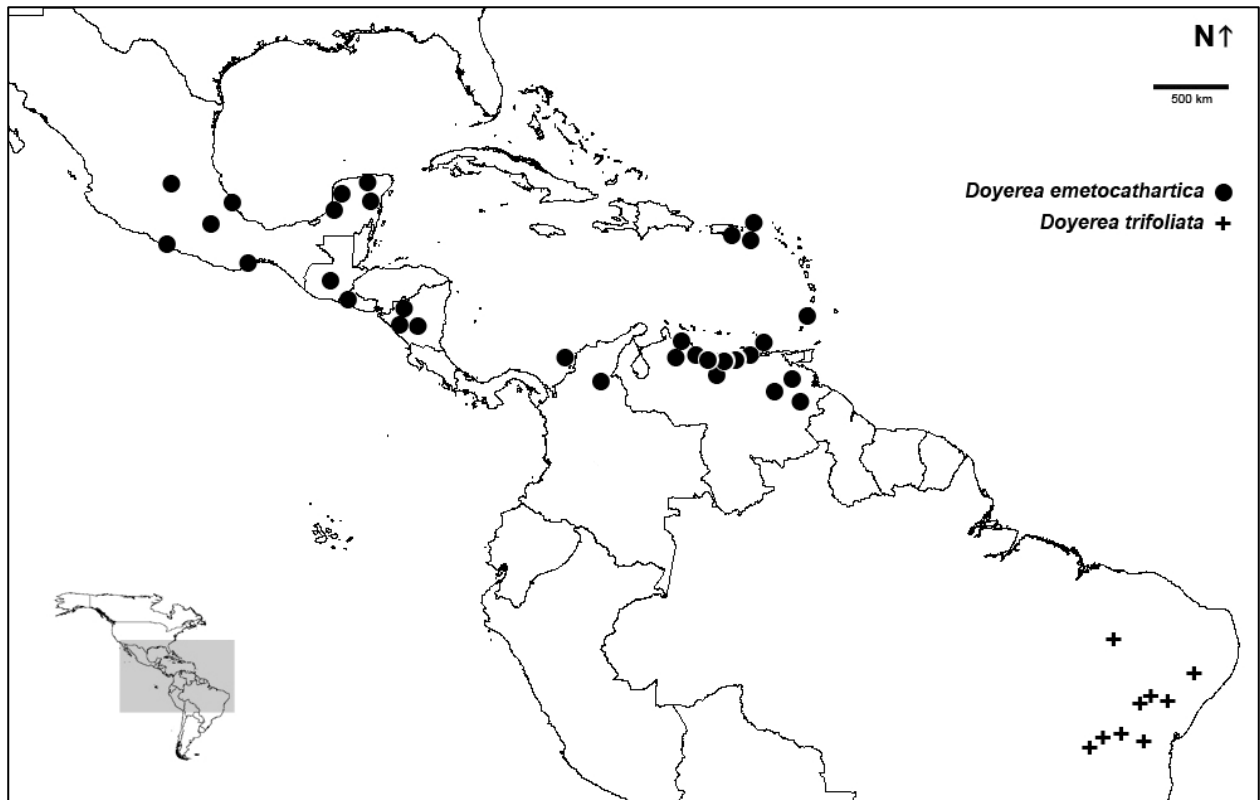 N↑
500 km
Doyerea emetocathartica ●
Doyerea trifoliata +